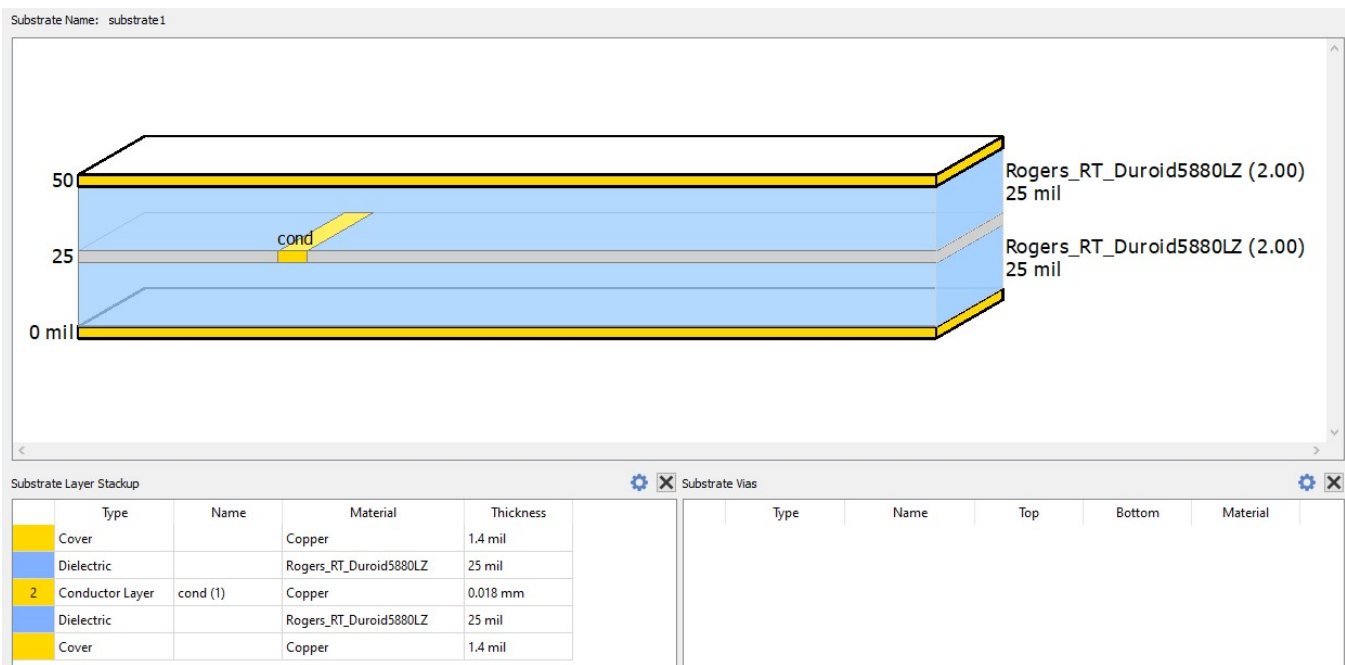 Substrate Name: substrate1
50
Rogers_RT_Duroid5880LZ (2.00)
25 mil
cond
25
Rogers_RT_Duroid5880LZ (2.00)
25 mil
0 mil
Substrate Layer Stackup
Type Name Material Thickness
Cover Copper 1.4 mil
Dielectric Rogers_RT_Duroid5880LZ 25 mil
2 Conductor Layer cond (1) Copper 0.018 mm
Dielectric Rogers_RT_Duroid5880LZ 25 mil
Cover Copper 1.4 mil
Substrate Vias
Type Name Top Bottom Material